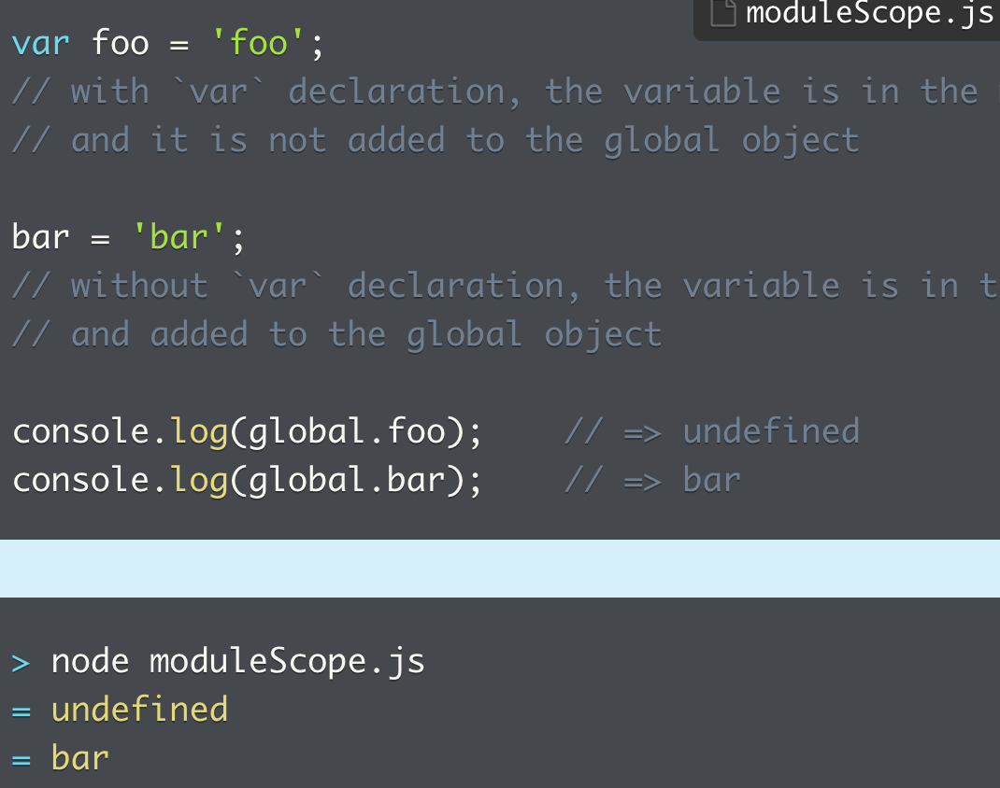 moduleScope.js
var foo = 'foo';
// with `var` declaration, the variable is in the
// and it is not added to the global object
bar = 'bar';
// without `var` declaration, the variable is in t
// and added to the global object
console.log(global.foo);    // => undefined
console.log(global.bar);    // => bar
> node moduleScope.js
= undefined
= bar